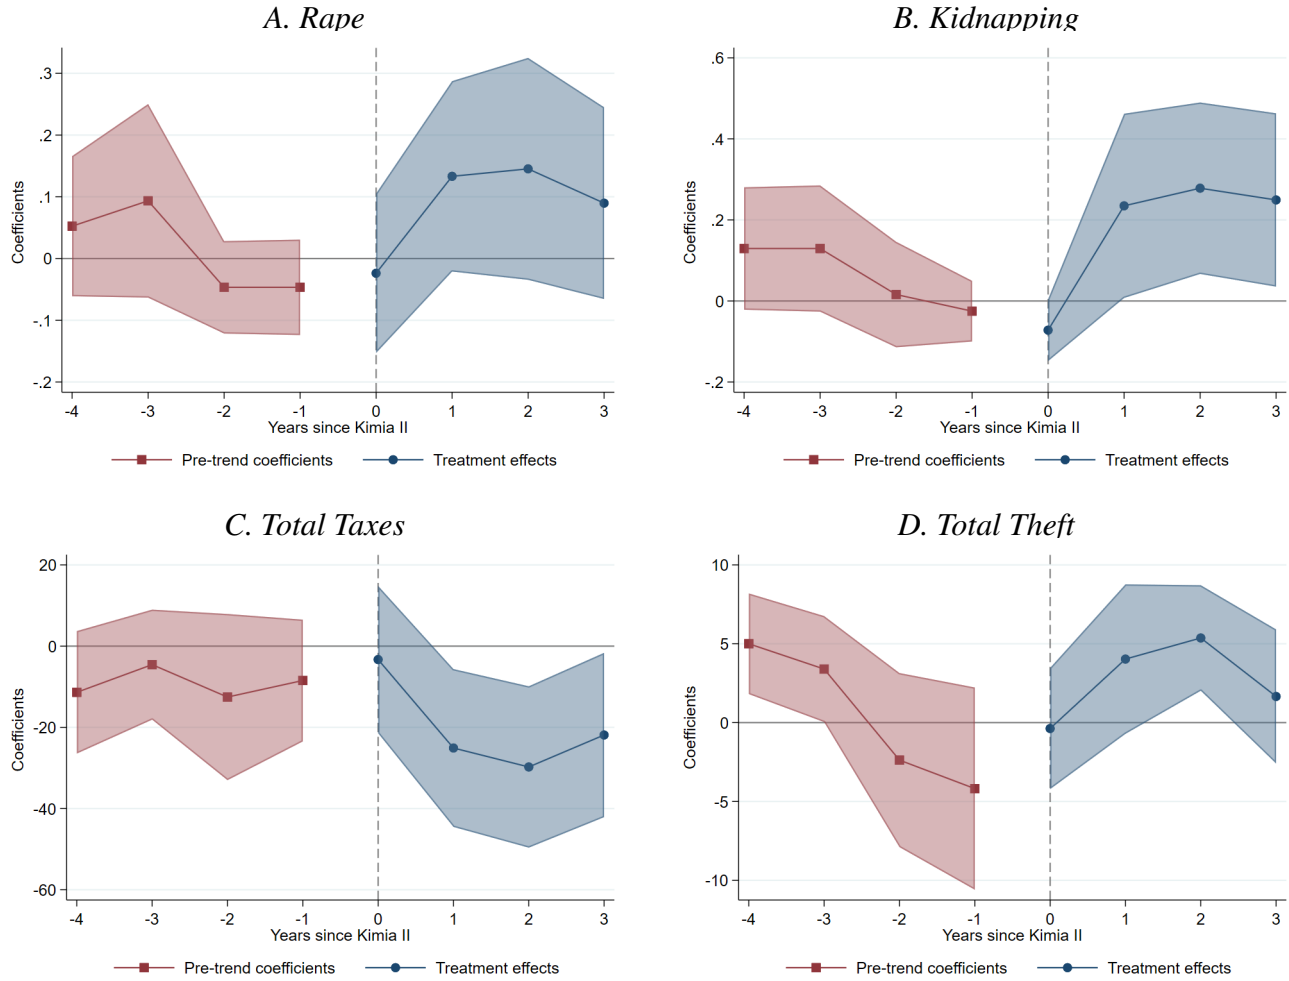 A. Rape
.3
.2
.1
0
-.1
-.2
Coefficients
-4 -3 -2 -1 0 1 2 3
Years since Kimia II
Pre-trend coefficients Treatment effects
B. Kidnapping
.6
.4
.2
0
-.2
Coefficients
-4 -3 -2 -1 0 1 2 3
Years since Kimia II
Pre-trend coefficients Treatment effects
C. Total Taxes
20
0
-20
-40
-60
Coefficients
-4 -3 -2 -1 0 1 2 3
Years since Kimia II
Pre-trend coefficients Treatment effects
D. Total Theft
10
5
0
-5
-10
Coefficients
-4 -3 -2 -1 0 1 2 3
Years since Kimia II
Pre-trend coefficients Treatment effects